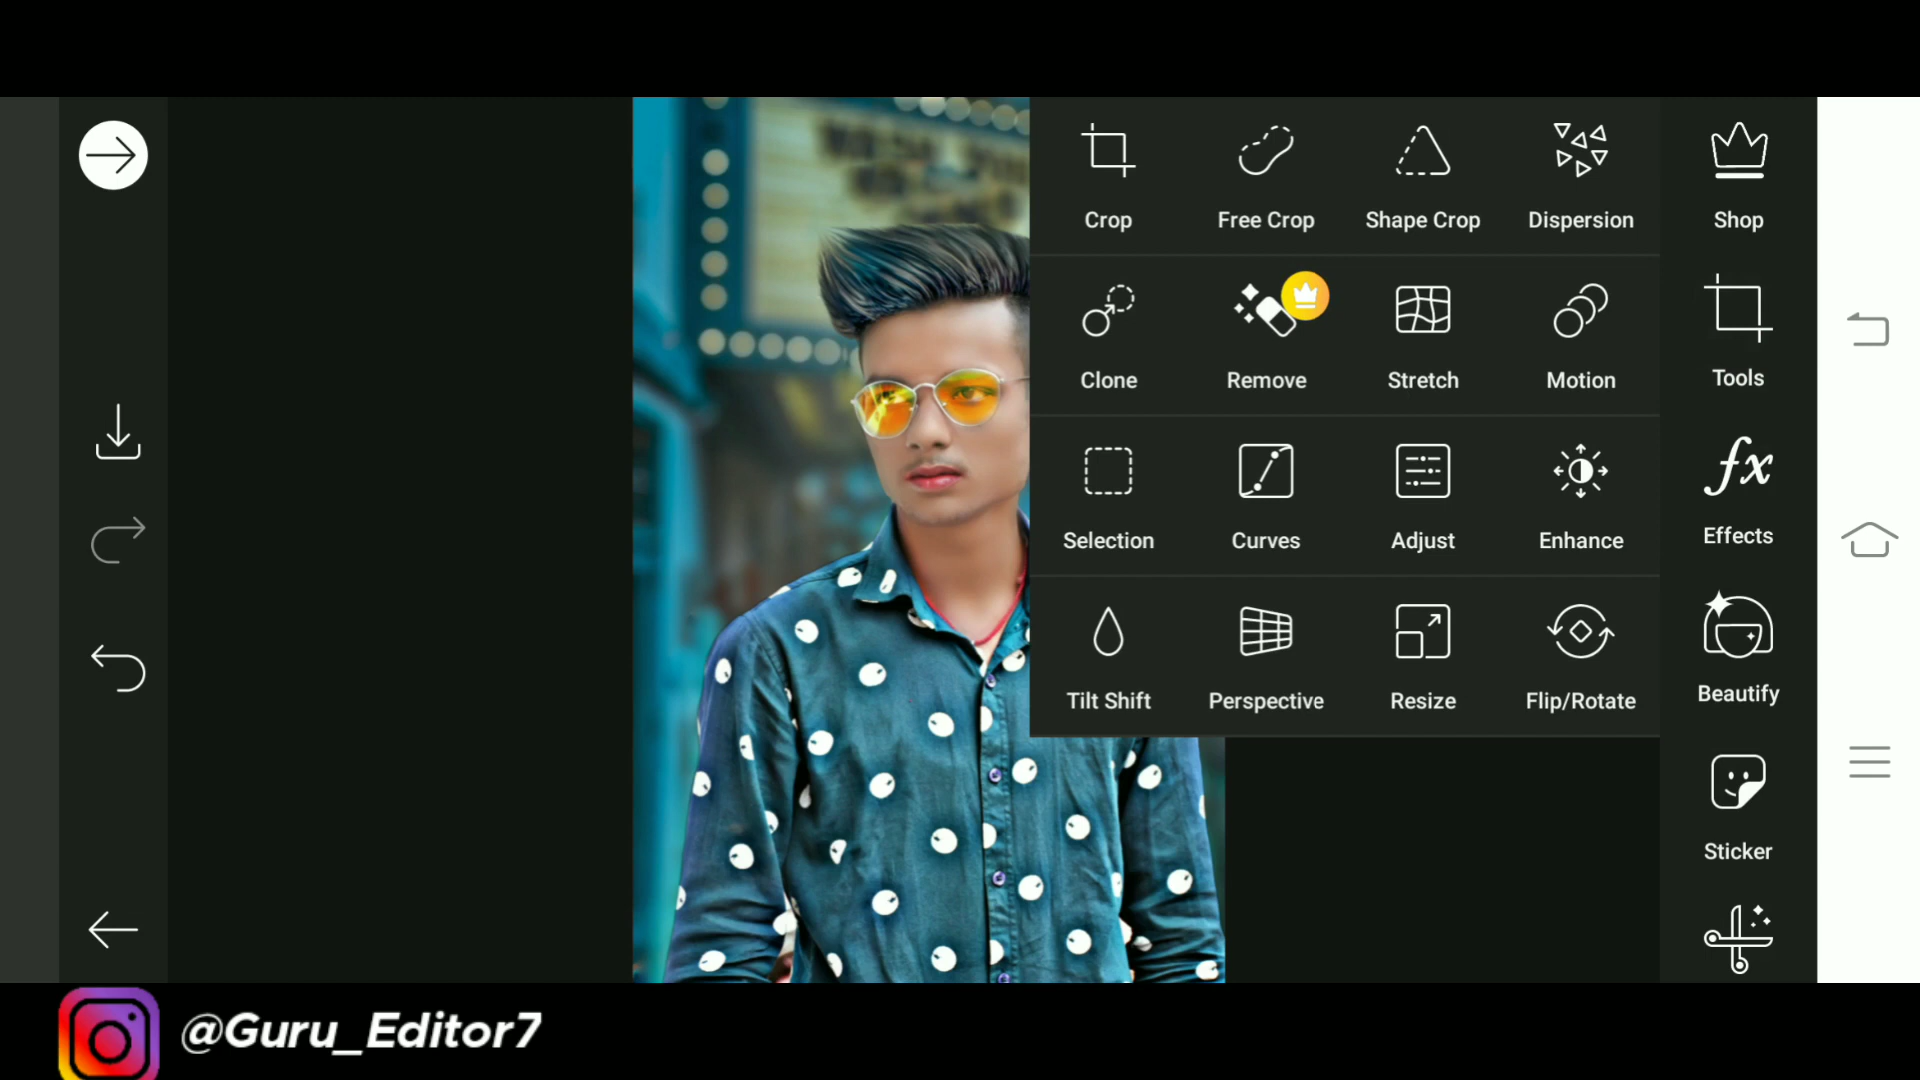 Crop Free Crop Shape Crop Dispersion Shop
Clone Remove Stretch Motion Tools
Selection Curves Adjust Enhance Effects
Tilt Shift Perspective Resize Flip/Rotate Beautify
Sticker
@Guru_Editor7